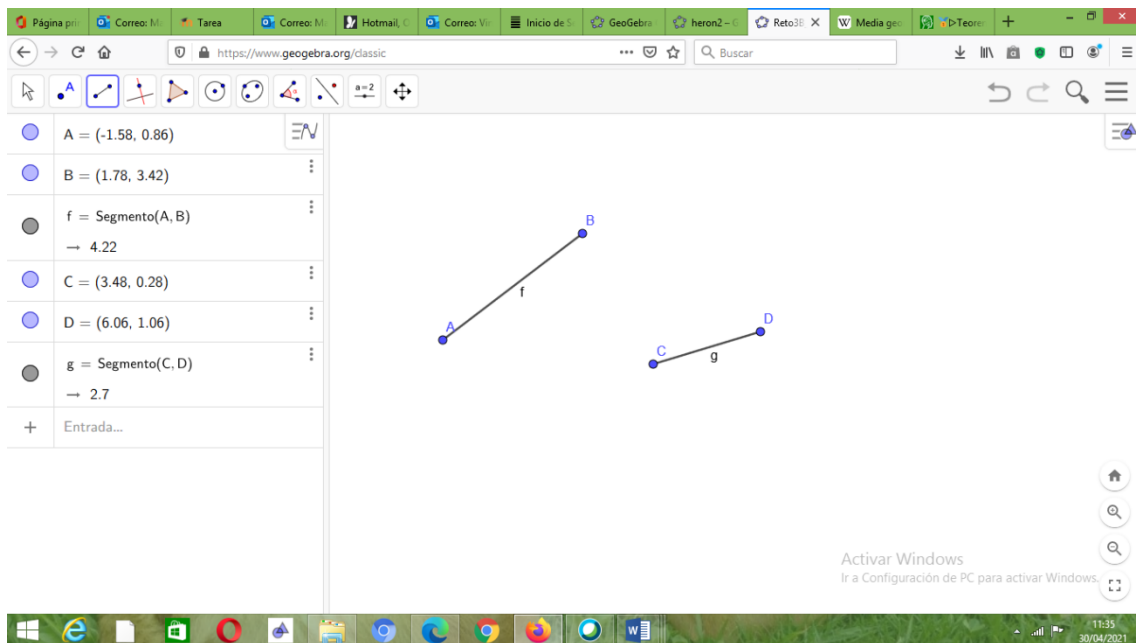 Página prin
Correo: M
Tarea
Correo: M
Hotmail, O
Correo: Vir
Inicio de S
GeoGebra
heron2 – G
Reto3B
Media geo
Teorer
https://www.geogebra.org/classic
Buscar
A
a=2
A = (-1.58, 0.86)
B = (1.78, 3.42)
f = Segmento(A, B)
→ 4.22
C = (3.48, 0.28)
D = (6.06, 1.06)
g = Segmento(C, D)
→ 2.7
Entrada...
B
f
A
D
C
g
Activar Windows
Ir a Configuración de PC para activar Windows.
11:35
30/04/2021